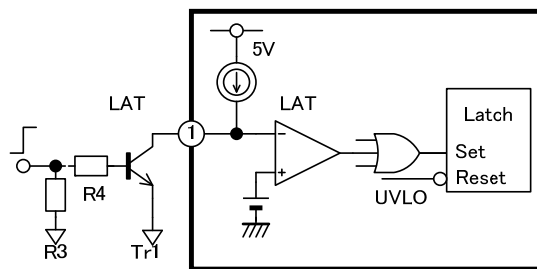 5V
LAT
1
LAT
−
+
Latch
Set
Reset
UVLO
R4
R3
Tr1